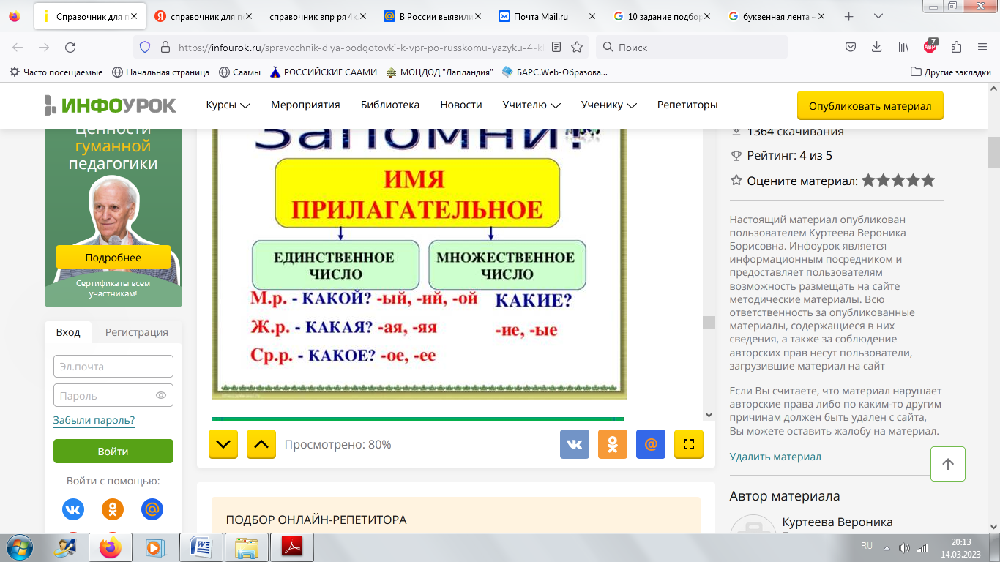 Справочник для п
справочник для по
справочник впр ря 4к
В России выявили
Почта Mail.ru
10 задание подбор
буквенная лента –
https://infourok.ru/spravochnik-dlya-podgotovki-k-vpr-po-russkomu-yazyku-4-kl
Поиск
7
ABP
Часто посещаемые
Начальная страница
Саамы
РОССИЙСКИЕ СААМИ
МОЦДОД "Лапландия"
БАРС.Web-Образова...
Другие закладки
ИНФОУРОК
Курсы
Мероприятия
Библиотека
Новости
Учителю
Ученику
Репетиторы
Опубликовать материал
Ценности
гуманной
педагогики
Подробнее
Сертификаты всем
участникам!
Вход
Регистрация
Эл.почта
Пароль
Забыли пароль?
Войти
Войти с помощью:
Запомни!
ИМЯ
ПРИЛАГАТЕЛЬНОЕ
ЕДИНСТВЕННОЕ
ЧИСЛО
МНОЖЕСТВЕННОЕ
ЧИСЛО
М.р. - КАКОЙ? -ый, -ий, -ой
Ж.р. - КАКАЯ? -ая, -яя
Ср.р. - КАКОЕ? -ое, -ее
КАКИЕ?
-ие, -ые
Просмотрено: 80%
ПОДБОР ОНЛАЙН-РЕПЕТИТОРА
1364 скачивания
Рейтинг: 4 из 5
Оцените материал:
Настоящий материал опубликован
пользователем Куртеева Вероника
Борисовна. Инфоурок является
информационным посредником и
предоставляет пользователям
возможность размещать на сайте
методические материалы. Всю
ответственность за опубликованные
материалы, содержащиеся в них
сведения, а также за соблюдение
авторских прав несут пользователи,
загрузившие материал на сайт
Если Вы считаете, что материал нарушает
авторские права либо по каким-то другим
причинам должен быть удален с сайта,
Вы можете оставить жалобу на материал.
Удалить материал
Автор материала
Куртеева Вероника
RU
20:13
14.03.2023